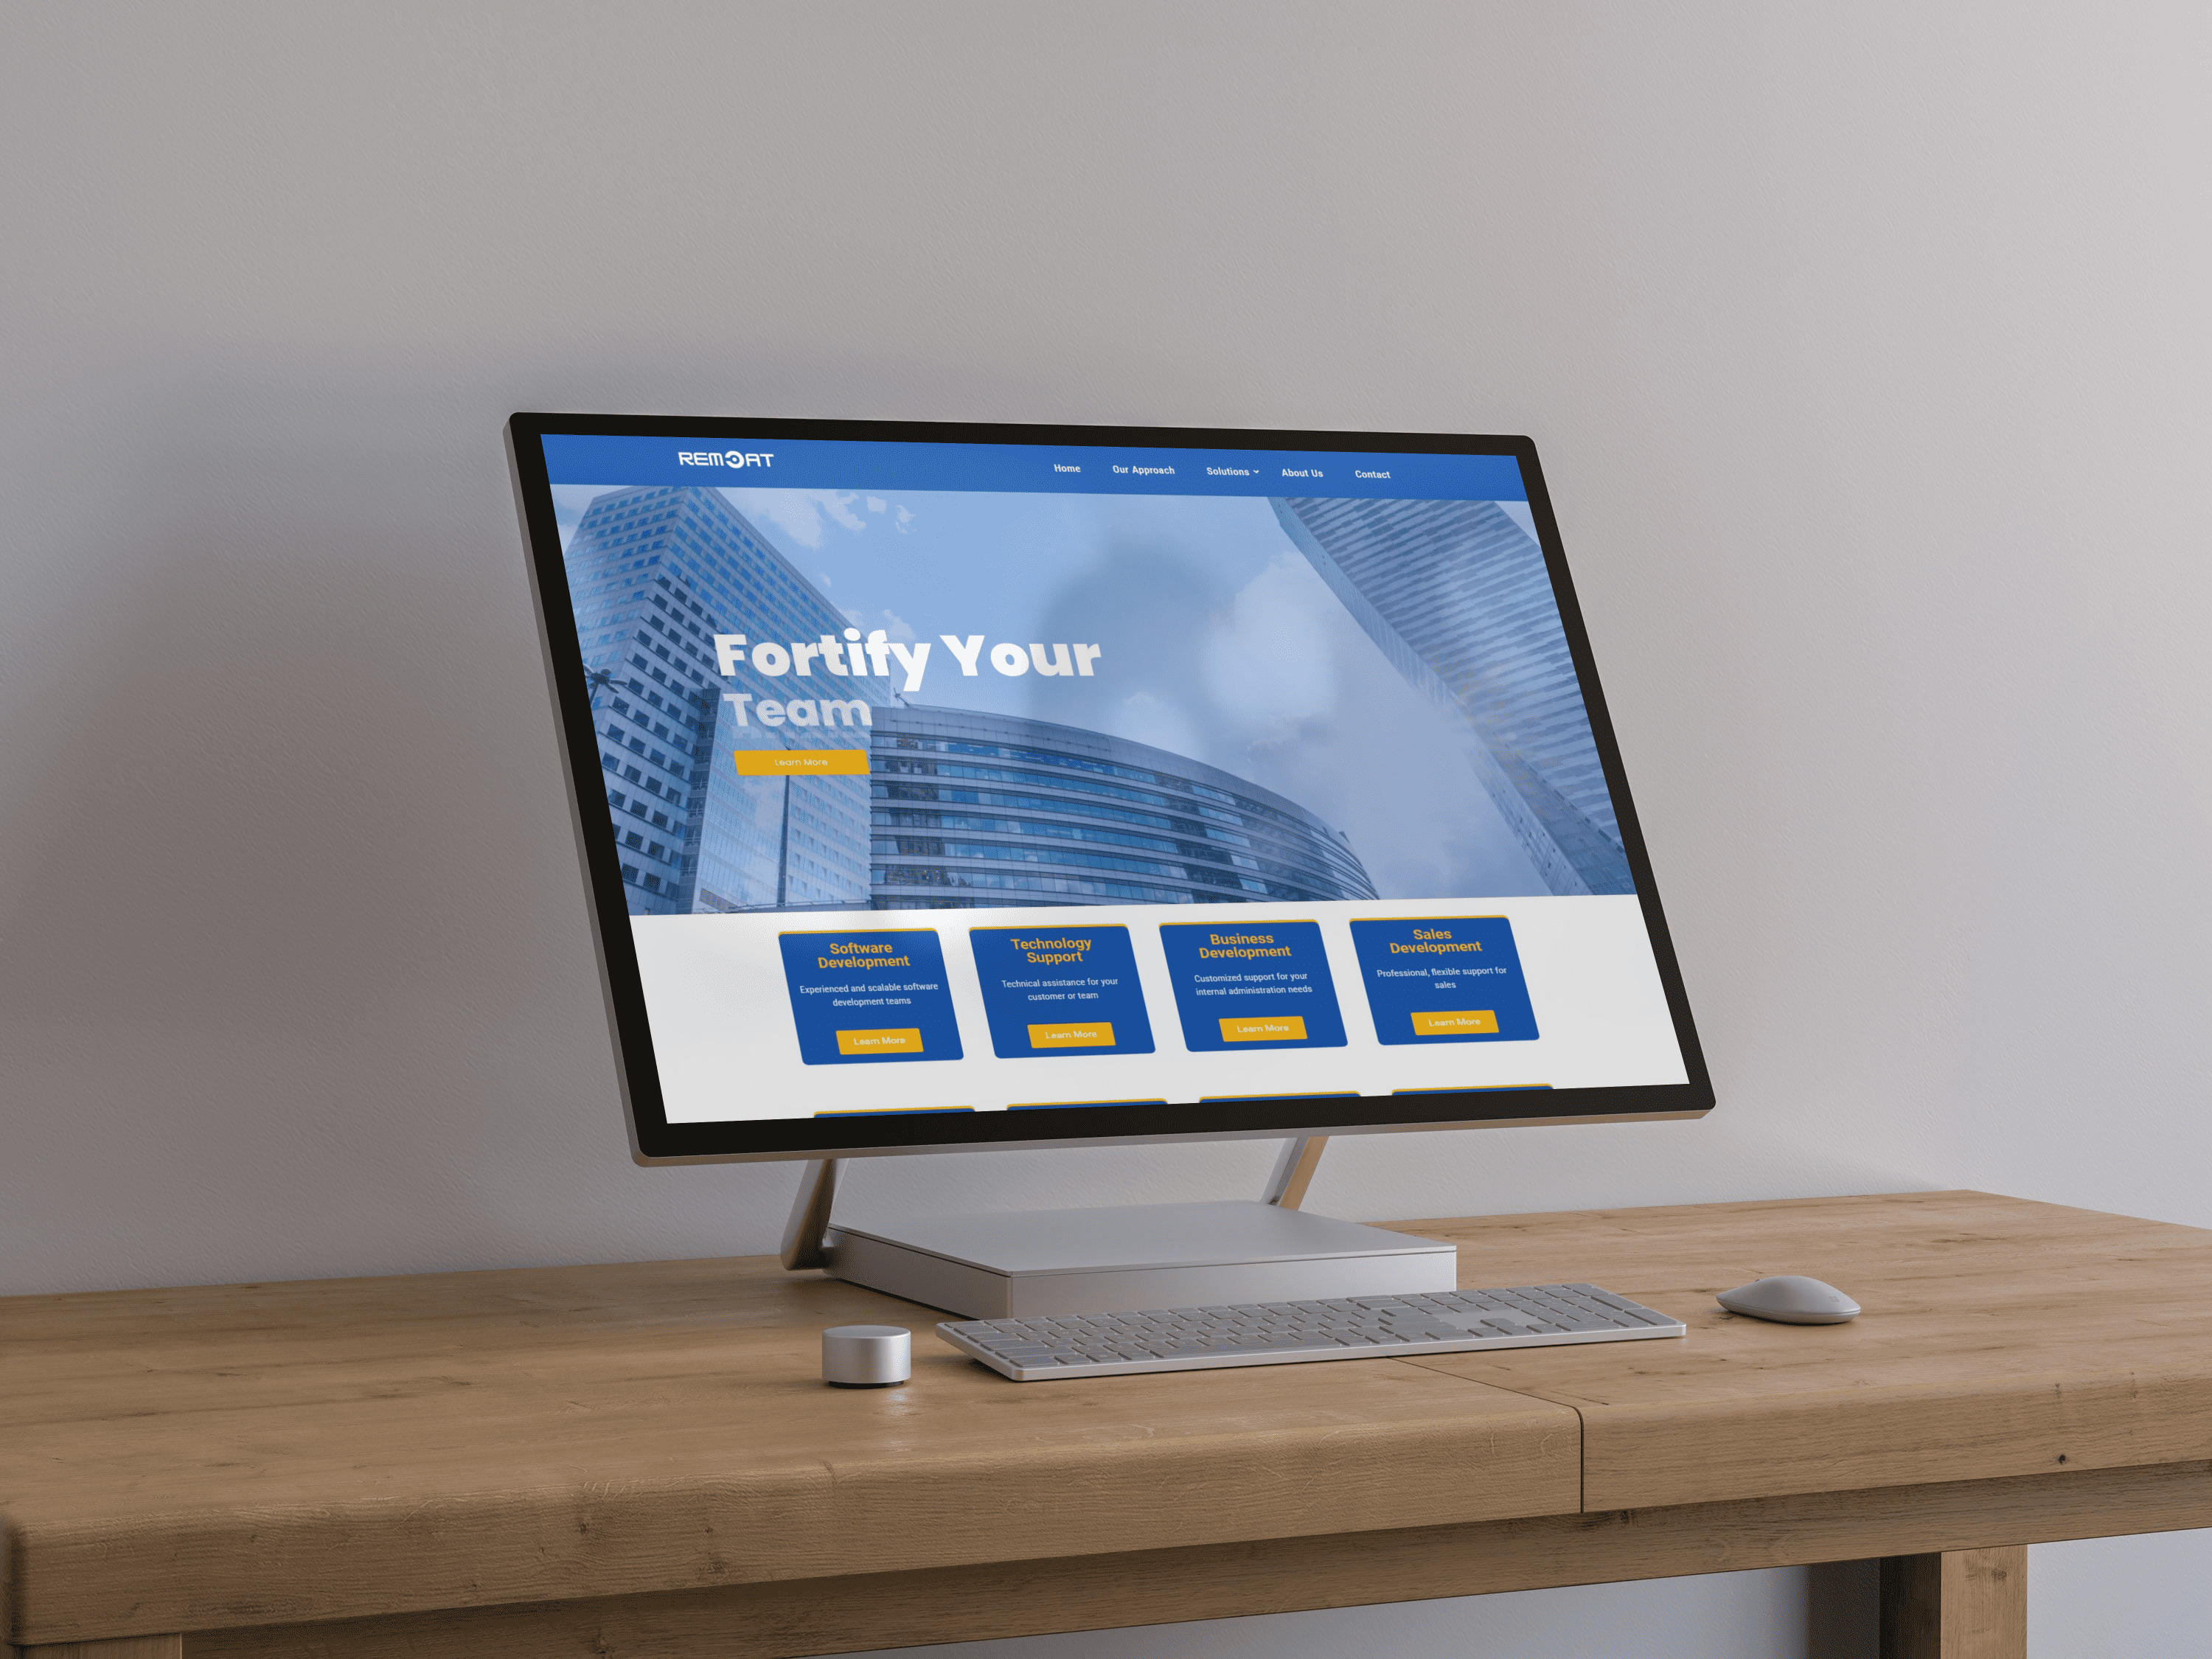 REMOAT
Home
Our Approach
Solutions
About Us
Contact
Fortify Your
Team
Learn More
Software
Development
Experienced and scalable software
development teams
Learn More
Technology
Support
Technical assistance for your
customer or team
Learn More
Business
Development
Customized support for your
internal administration needs
Learn More
Sales
Development
Professional, flexible support for
sales
Learn More